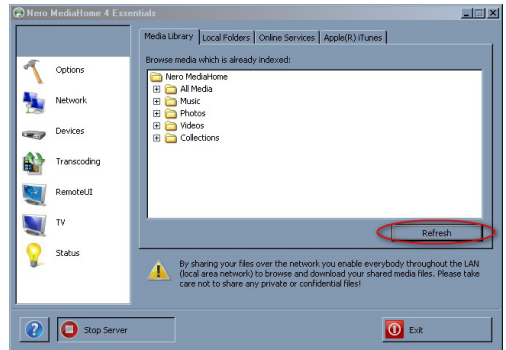 Nero MediaHome 4 Essentials
Media Library Local Folders Online Services Apple(R) iTunes
Browse media which is already indexed:
Options
Network
Devices
Transcoding
RemoteUI
TV
Status
Nero MediaHome
All Media
Music
Photos
Videos
Collections
Refresh
By sharing your files over the network you enable everybody throughout the LAN
(local area network) to browse and download your shared media files. Please take
care not to share any private or confidential files!
Stop Server
Exit